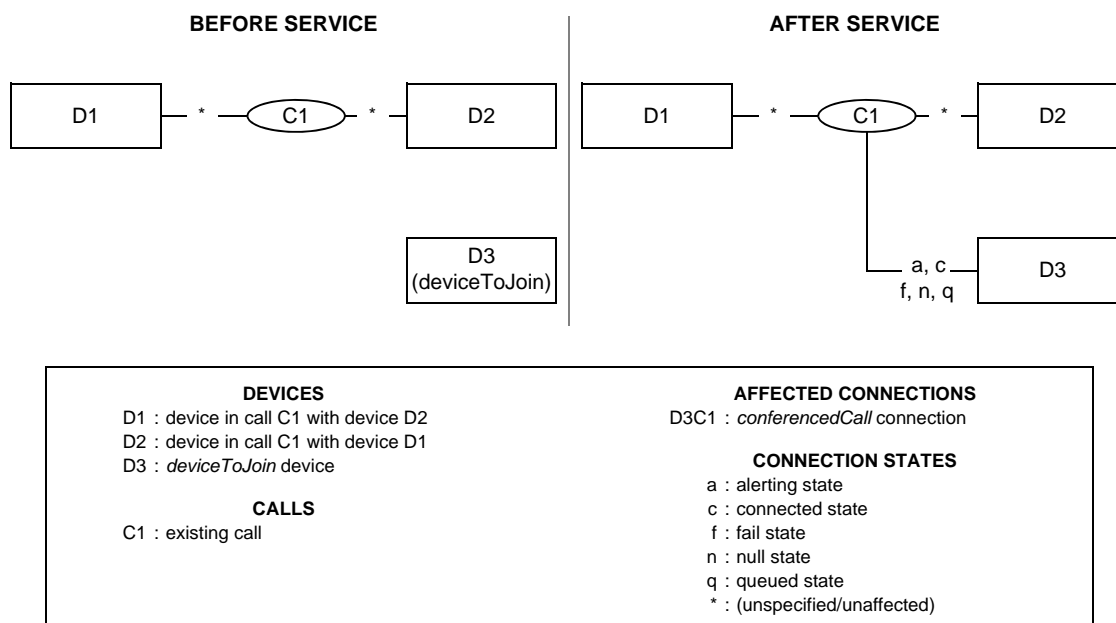 BEFORE SERVICE
D1
*
C1
*
D2
D3
(deviceToJoin)
AFTER SERVICE
D1
*
C1
*
D2
a, c
f, n, q
D3
DEVICES
D1 : device in call C1 with device D2
D2 : device in call C1 with device D1
D3 : deviceToJoin device
CALLS
C1 : existing call
AFFECTED CONNECTIONS
D3C1 : conferencedCall connection
CONNECTION STATES
a : alerting state
c : connected state
f : fail state
n : null state
q : queued state
* : (unspecified/unaffected)